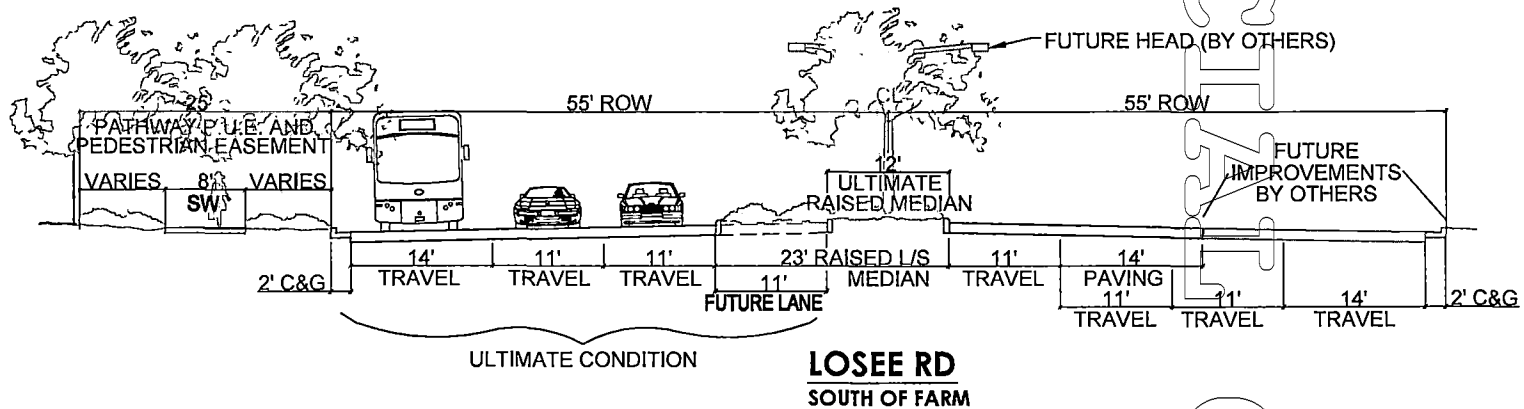 FUTURE HEAD (BY OTHERS)
25'
55' ROW
CL
55' ROW
PATHWAY P.U.E. AND
PEDESTRIAN EASEMENT
VARIES 8' VARIES
SW
12'
ULTIMATE
RAISED MEDIAN
FUTURE
IMPROVEMENTS
BY OTHERS
14' 11' 11' 23' RAISED L/S 11' 14'
TRAVEL TRAVEL TRAVEL MEDIAN TRAVEL PAVING
2' C&G 11' 11' 11' 14' 2' C&G
FUTURE LANE TRAVEL TRAVEL TRAVEL
ULTIMATE CONDITION
LOSEE RD
SOUTH OF FARM